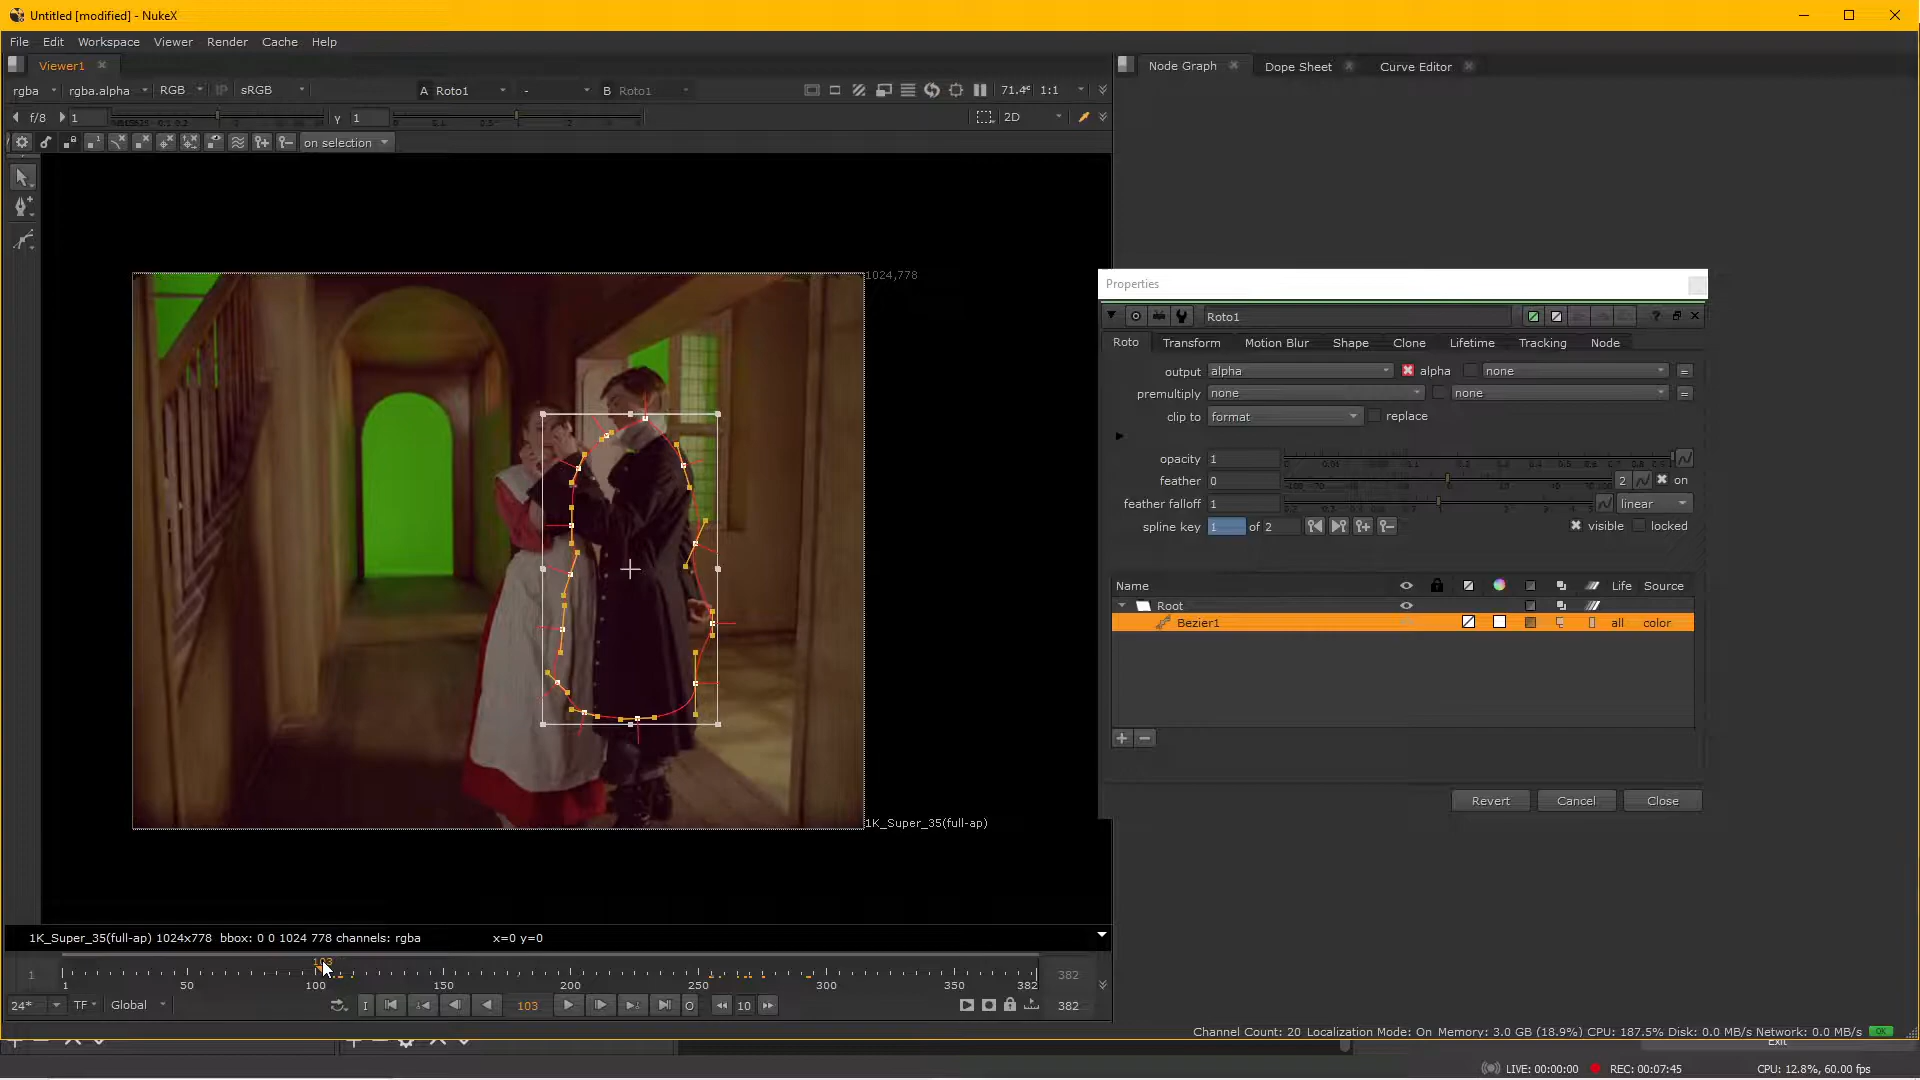 Untitled [modified] - NukeX
File Edit Workspace Viewer Render Cache Help
Viewer1
Node Graph Dope Sheet Curve Editor
rgba rgba.alpha RGB IP sRGB A Roto1 - B Roto1 1:1
f/8 1 γ 1 2D
on selection
1024,778
Properties
Roto1
Roto Transform Motion Blur Shape Clone Lifetime Tracking Node
output alpha alpha none =
premultiply none none =
clip to format replace
opacity 1
feather 0 2 on
feather falloff 1 linear
spline key 1 of 2 visible locked
Name Life Source
Root
Bezier1 all color
Revert Cancel Close
1K_Super_35(full-ap)
1K_Super_35(full-ap) 1024x778 bbox: 0 0 1024 778 channels: rgba x=0 y=0
103
1 382
1 50 100 150 200 250 300 350 382
24* TF Global I 103 O 10 382
Channel Count: 20 Localization Mode: On Memory: 3.0 GB (18.9%) CPU: 187.5% Disk: 0.0 MB/s Network: 0.0 MB/s OK
Exit
LIVE: 00:00:00 REC: 00:07:45 CPU: 12.8%, 60.00 fps